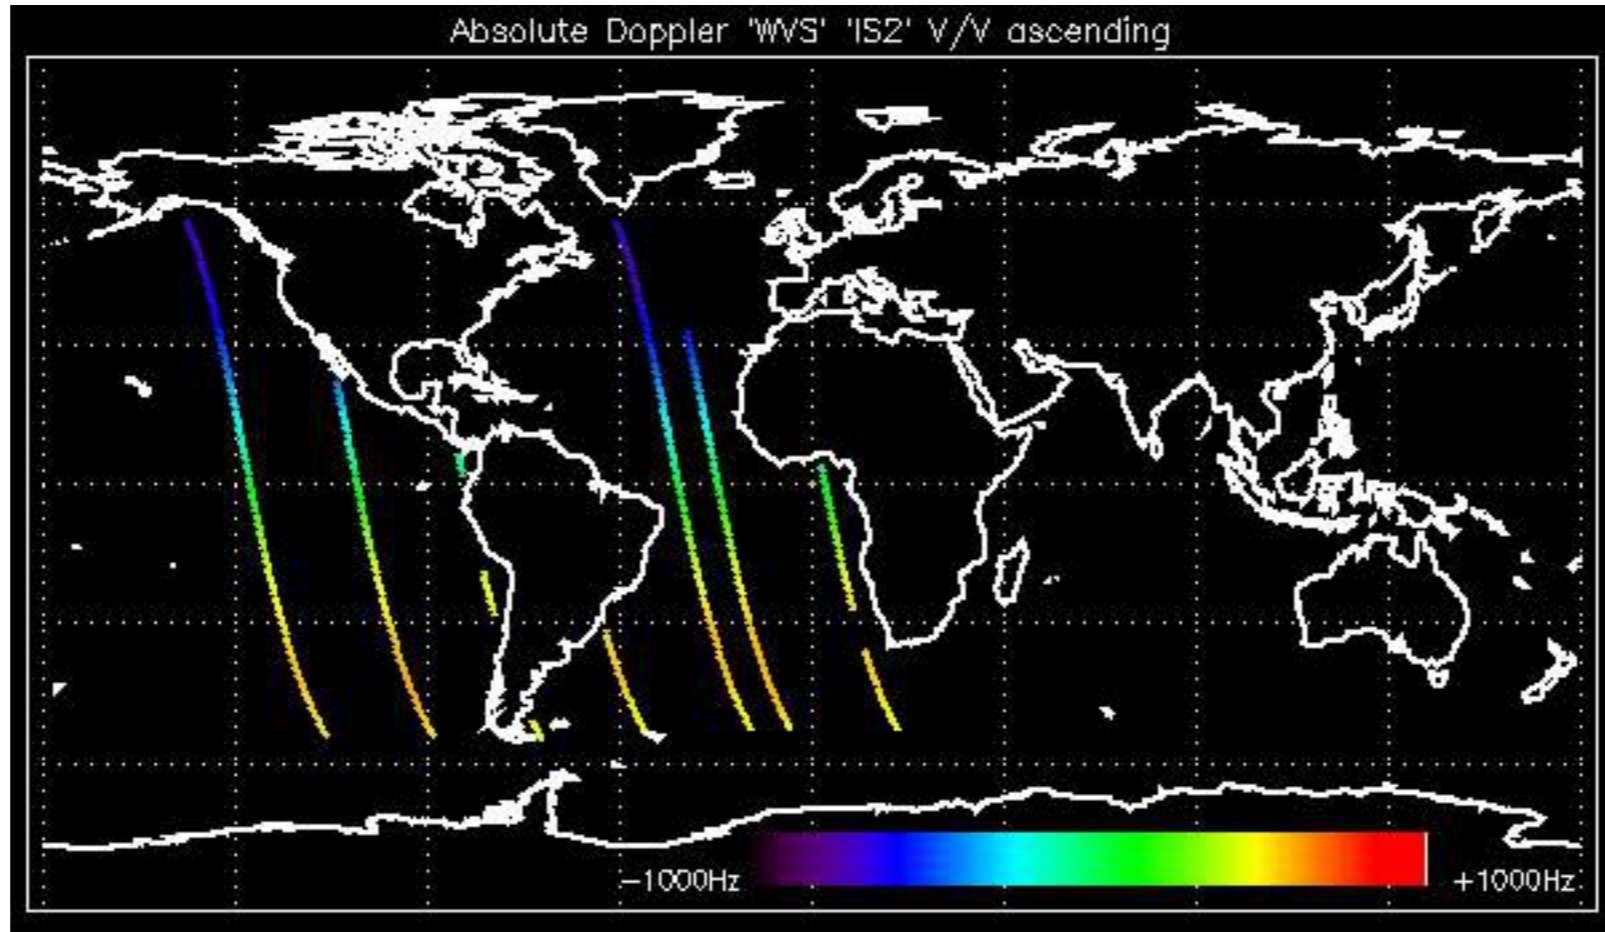 Absolute Doppler 'WVS' 'IS2' V/V ascending
−1000Hz
+1000Hz